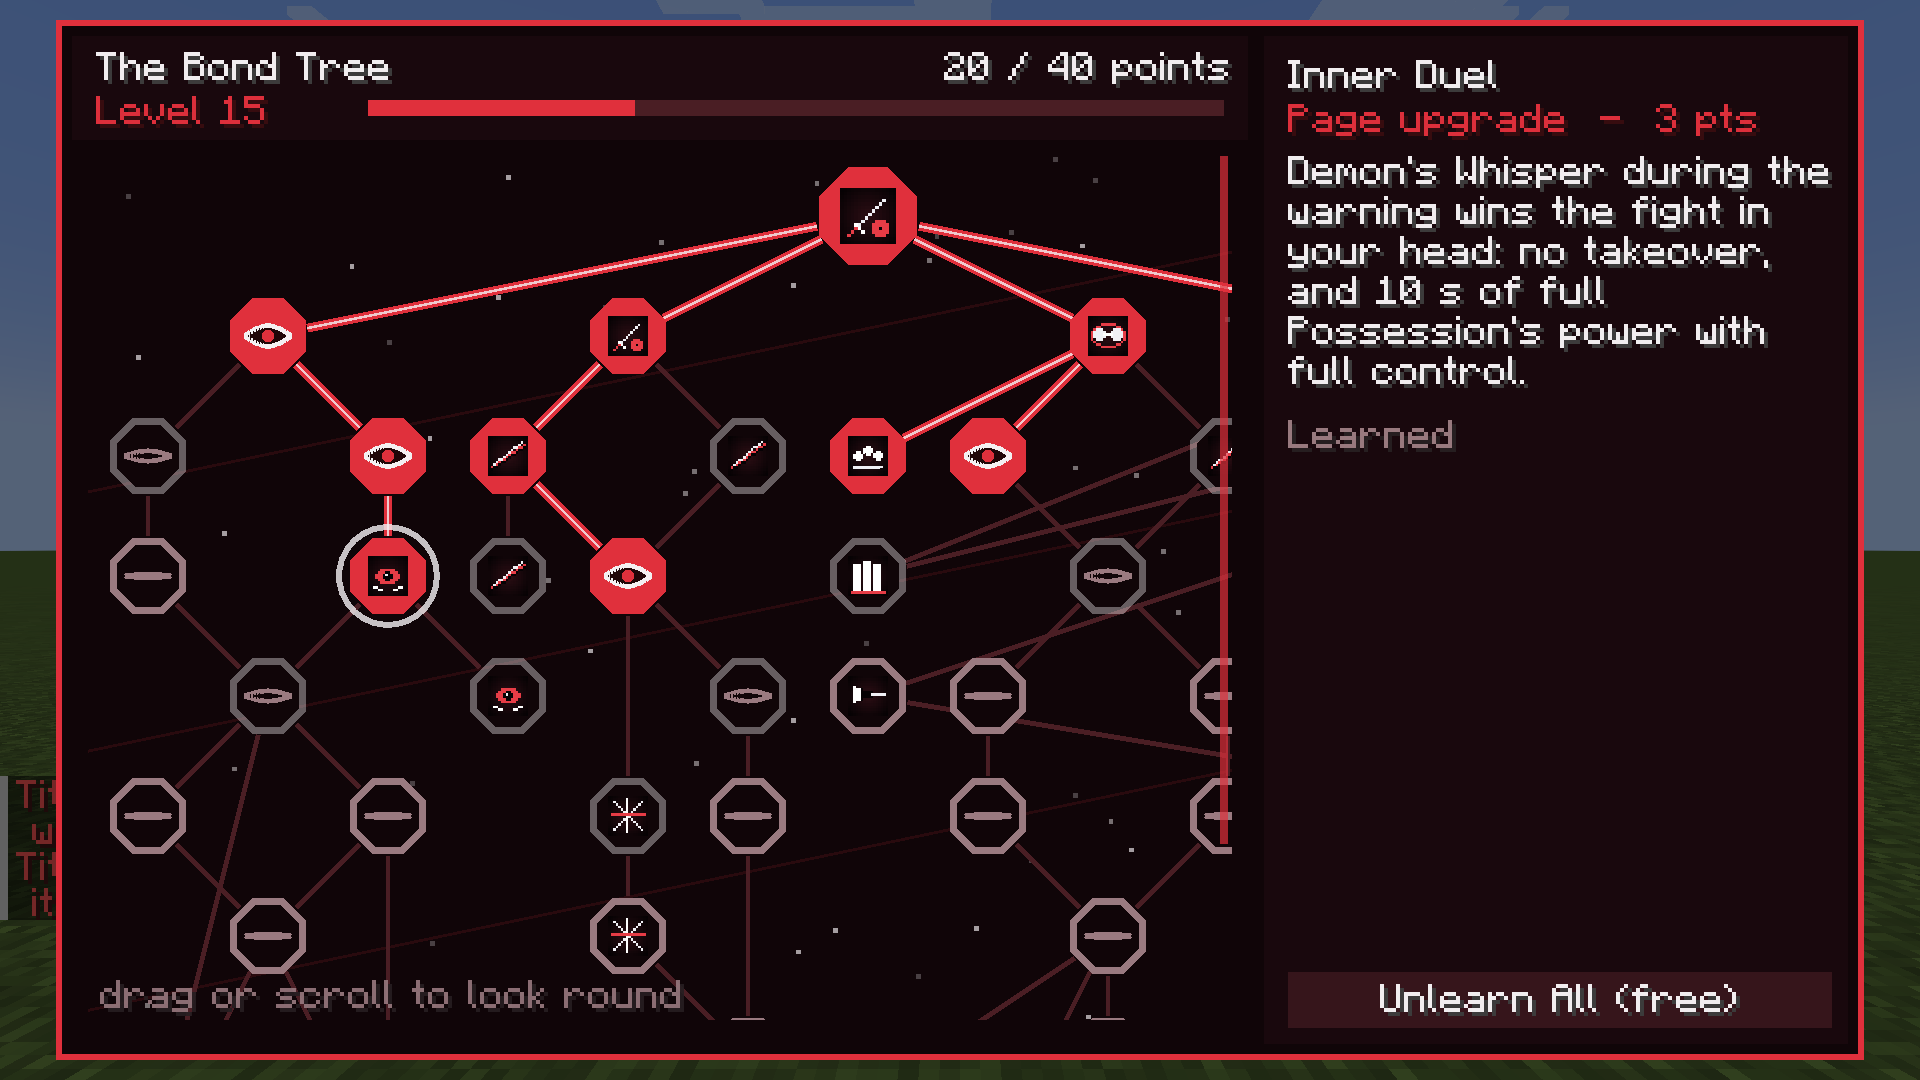 The Bond Tree
20 / 40 points
Level 15
Inner Duel
Page upgrade - 3 pts
Demon's Whisper during the
warning wins the fight in
your head: no takeover,
and 10 s of full
Possession's power with
full control.
Learned
drag or scroll to look round
Unlearn All (free)